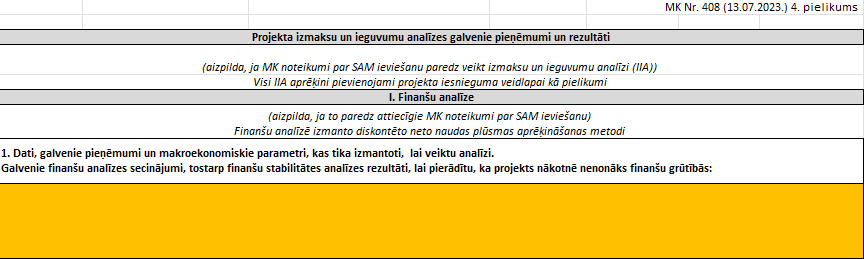 MK Nr. 408 (13.07.2023.) 4. pielikums
Projekta izmaksu un ieguvumu analīzes galvenie pieņēmumi un rezultāti
(aizpilda, ja MK noteikumi par SAM ieviešanu paredz veikt izmaksu un ieguvumu analīzi (IIA))
Visi IIA aprēķini pievienojami projekta iesnieguma veidlapai kā pielikumi
I. Finanšu analīze
(aizpilda, ja to paredz attiecīgie MK noteikumi par SAM ieviešanu)
Finanšu analīzē izmanto diskontēto neto naudas plūsmas aprēķināšanas metodi
1. Dati, galvenie pieņēmumi un makroekonomiskie parametri, kas tika izmantoti, lai veiktu analīzi.
Galvenie finanšu analīzes secinājumi, tostarp finanšu stabilitātes analīzes rezultāti, lai pierādītu, ka projekts nākotnē nenonāks finanšu grūtībās: